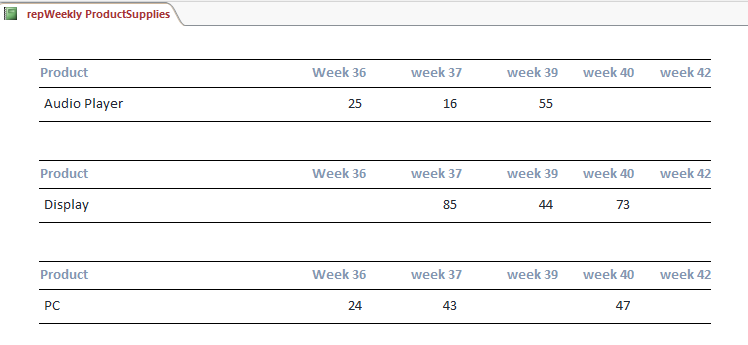 repWeekly ProductSupplies
Product Week 36 week 37 week 39 week 40 week 42
Audio Player 25 16 55
Product Week 36 week 37 week 39 week 40 week 42
Display 85 44 73
Product Week 36 week 37 week 39 week 40 week 42
PC 24 43 47